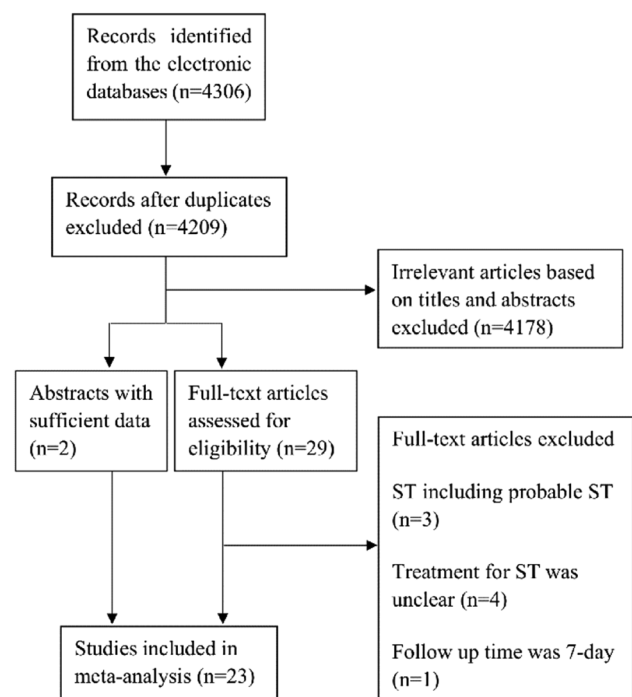 Records identified
from the electronic
databases (n=4306)
Records after duplicates
excluded (n=4209)
Irrelevant articles based
on titles and abstracts
excluded (n=4178)
Abstracts with
sufficient data
(n=2)
Full-text articles
assessed for
eligibility (n=29)
Full-text articles excluded
ST including probable ST
(n=3)
Treatment for ST was
unclear (n=4)
Follow up time was 7-day
(n=1)
Studies included in
meta-analysis (n=23)